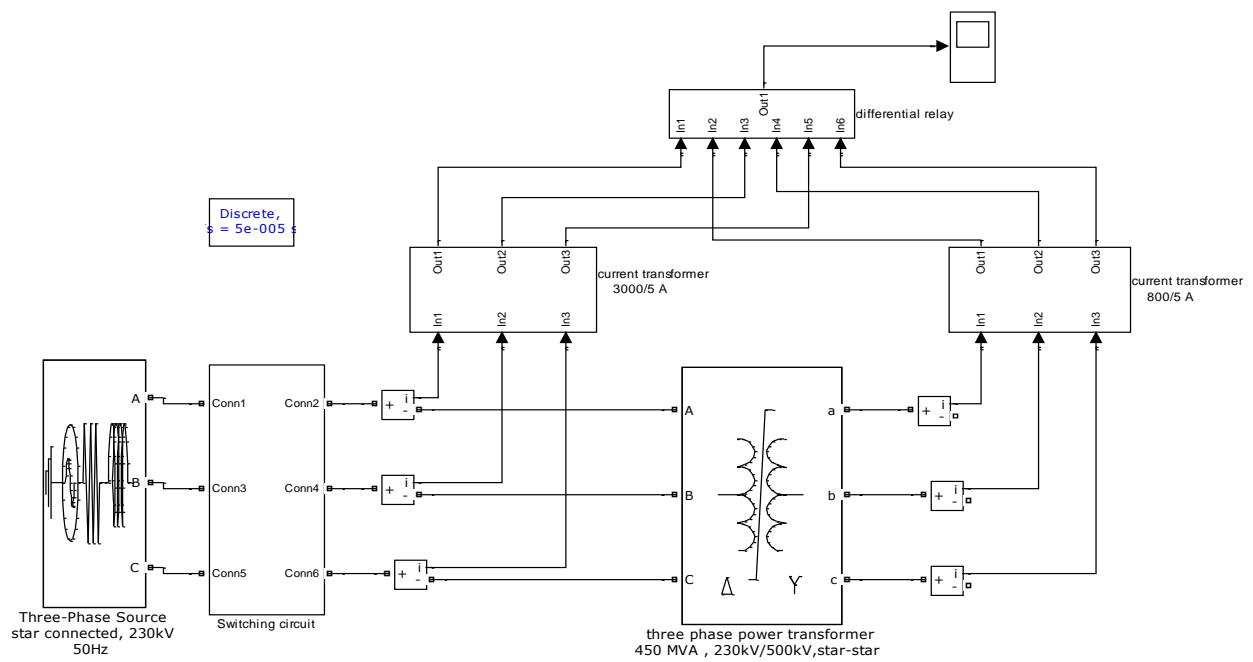 Out1
In1
In2
In3
In4
In5
In6
differential relay
Discrete,
s = 5e-005 s
Out1
Out2
Out3
In1
In2
In3
current transformer
3000/5 A
Out1
Out2
Out3
In1
In2
In3
current transformer
800/5 A
A
B
C
Three-Phase Source
star connected, 230kV
50Hz
Conn1
Conn2
Conn3
Conn4
Conn5
Conn6
Switching circuit
+ i -
+ i -
+ i -
A
B
C
a
b
c
Δ
Y
three phase power transformer
450 MVA , 230kV/500kV,star-star
+ i -
+ i -
+ i -